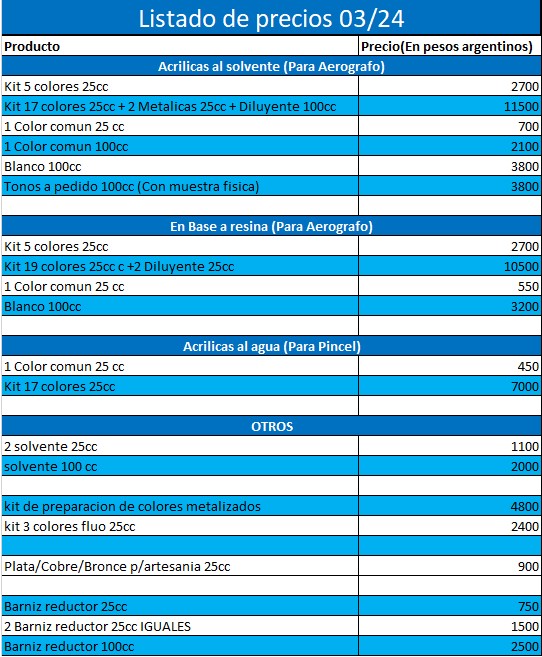 Listado de precios 03/24
Producto Precio(En pesos argentinos)
Acrilicas al solvente (Para Aerografo)
Kit 5 colores 25cc 2700
Kit 17 colores 25cc + 2 Metalicas 25cc + Diluyente 100cc 11500
1 Color comun 25 cc 700
1 Color comun 100cc 2100
Blanco 100cc 3800
Tonos a pedido 100cc (Con muestra fisica) 3800
En Base a resina (Para Aerografo)
Kit 5 colores 25cc 2700
Kit 19 colores 25cc c +2 Diluyente 25cc 10500
1 Color comun 25 cc 550
Blanco 100cc 3200
Acrilicas al agua (Para Pincel)
1 Color comun 25 cc 450
Kit 17 colores 25cc 7000
OTROS
2 solvente 25cc 1100
solvente 100 cc 2000
kit de preparacion de colores metalizados 4800
kit 3 colores fluo 25cc 2400
Plata/Cobre/Bronce p/artesania 25cc 900
Barniz reductor 25cc 750
2 Barniz reductor 25cc IGUALES 1500
Barniz reductor 100cc 2500